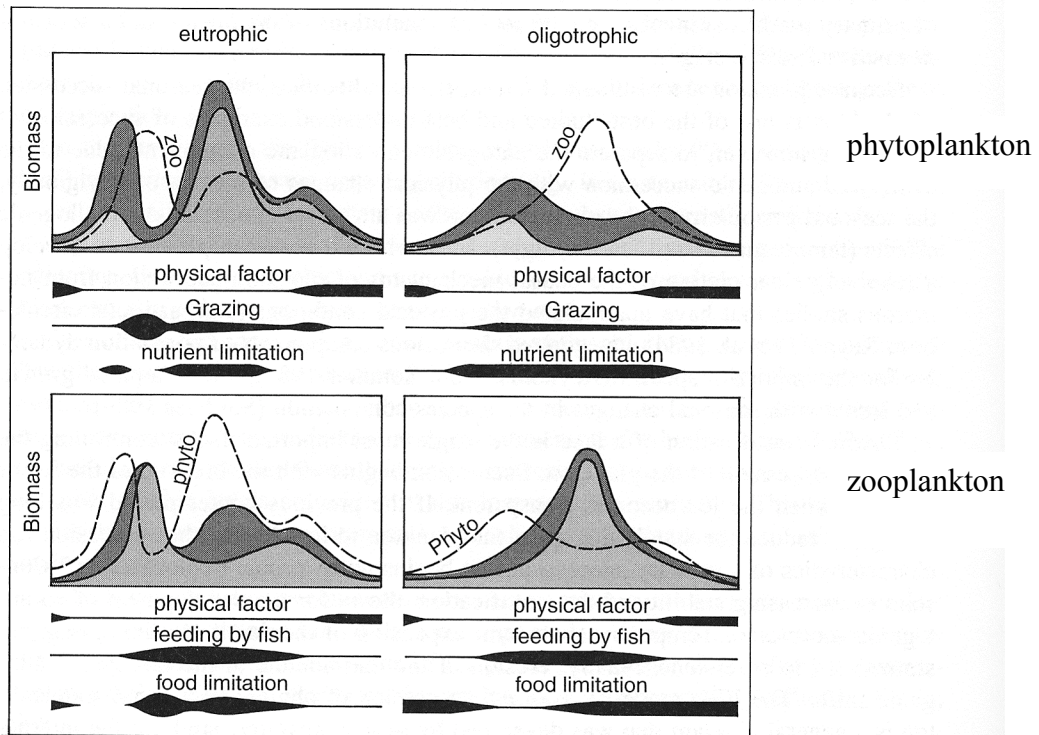 eutrophic
oligotrophic
Biomass
zoo
zoo
phytoplankton
physical factor
physical factor
Grazing
Grazing
nutrient limitation
nutrient limitation
Biomass
phyto
Phyto
zooplankton
physical factor
physical factor
feeding by fish
feeding by fish
food limitation
food limitation